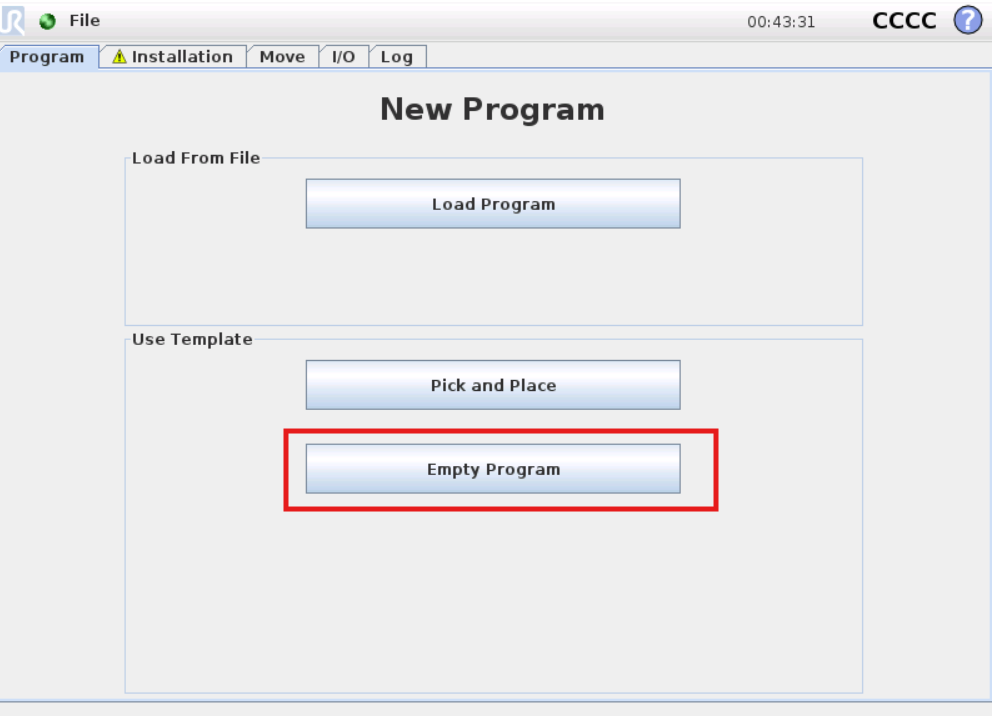 File 00:43:31 CCCC ?
Program Installation Move I/O Log
New Program
Load From File
Load Program
Use Template
Pick and Place
Empty Program